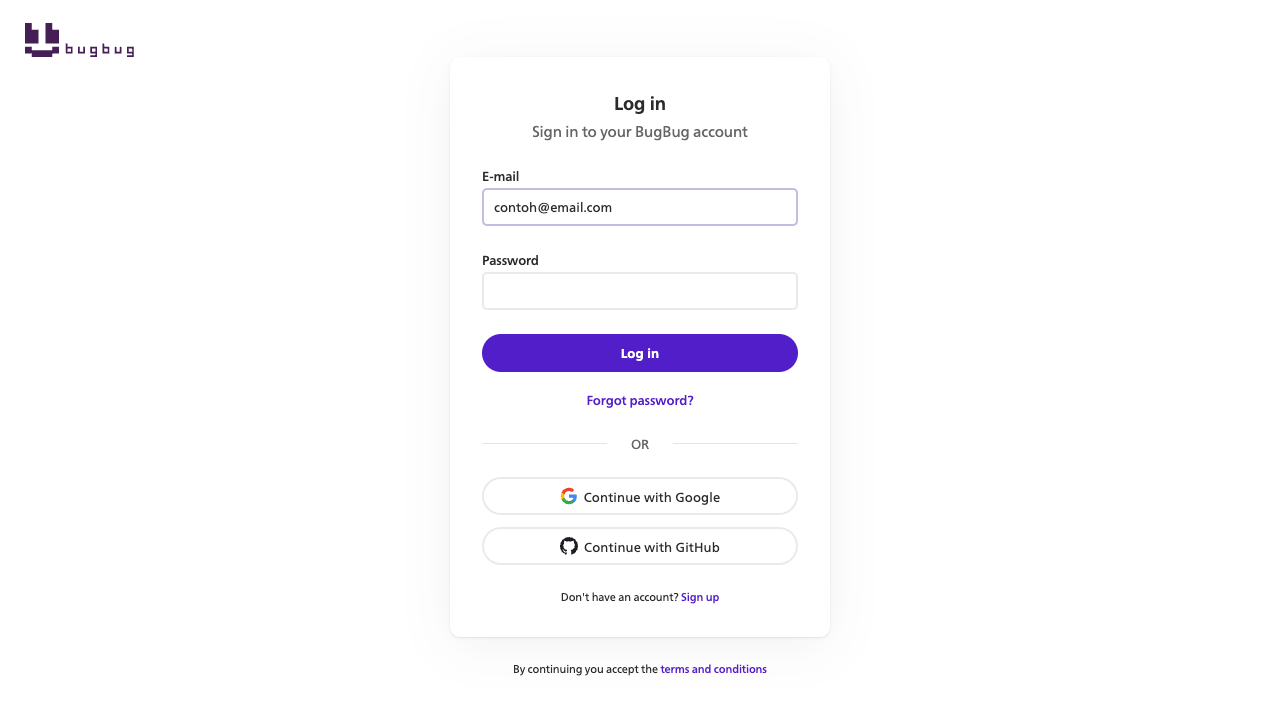 bugbug
Log in
Sign in to your BugBug account
E-mail
contoh@email.com
Password
Log in
Forgot password?
OR
Continue with Google
Continue with GitHub
Don't have an account? Sign up
By continuing you accept the terms and conditions